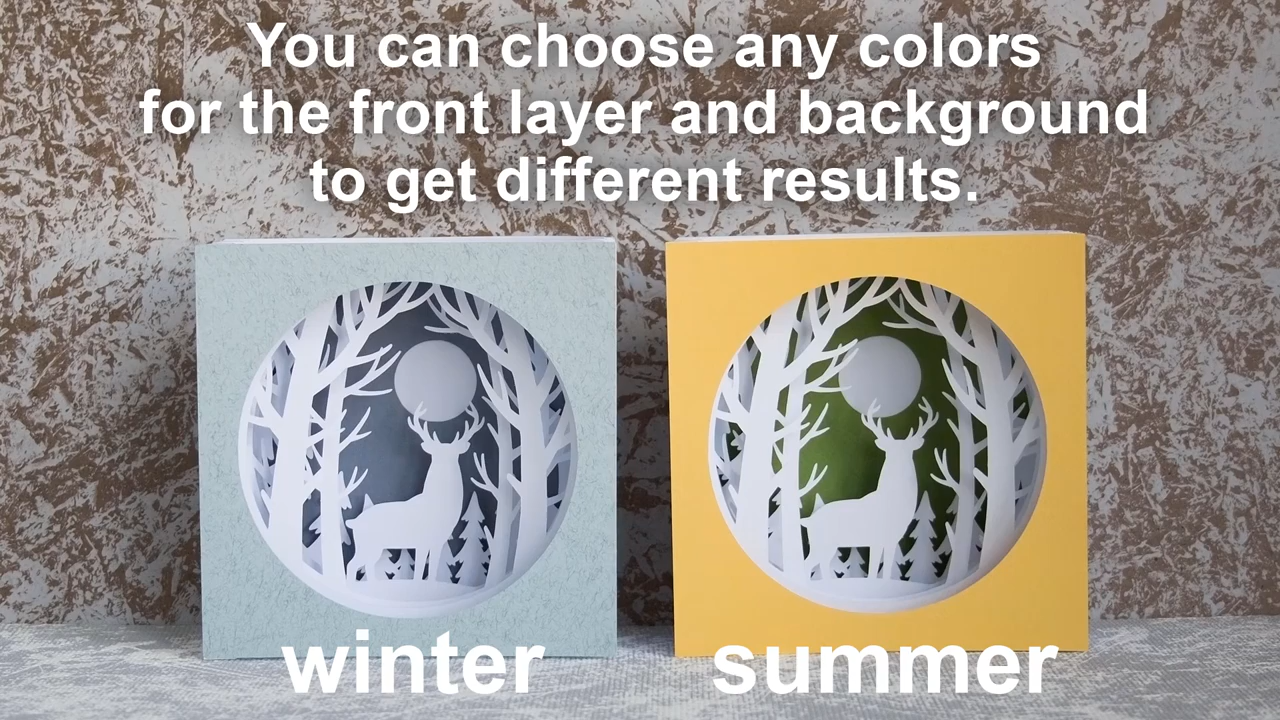 You can choose any colors
for the front layer and background
to get different results.
winter
summer